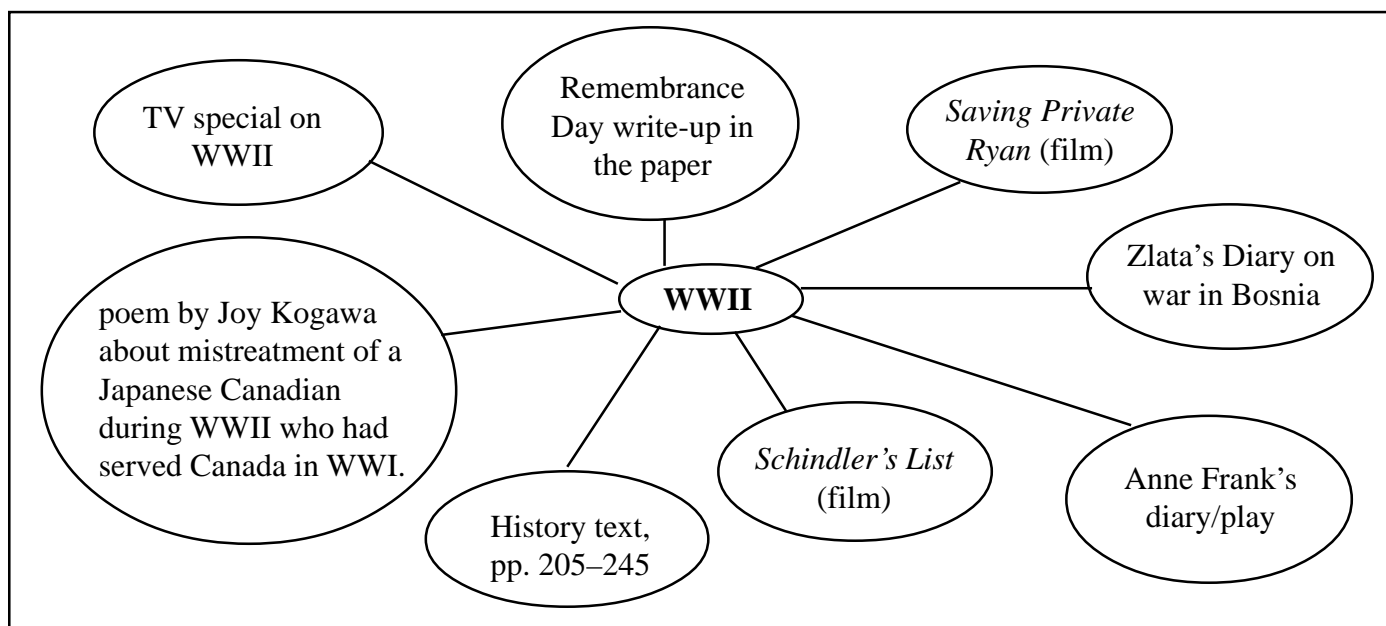 TV special on
WWII
Remembrance
Day write-up in
the paper
Saving Private
Ryan (film)
WWII
Zlata’s Diary on
war in Bosnia
poem by Joy Kogawa
about mistreatment of a
Japanese Canadian
during WWII who had
served Canada in WWI.
History text,
pp. 205–245
Schindler’s List
(film)
Anne Frank’s
diary/play